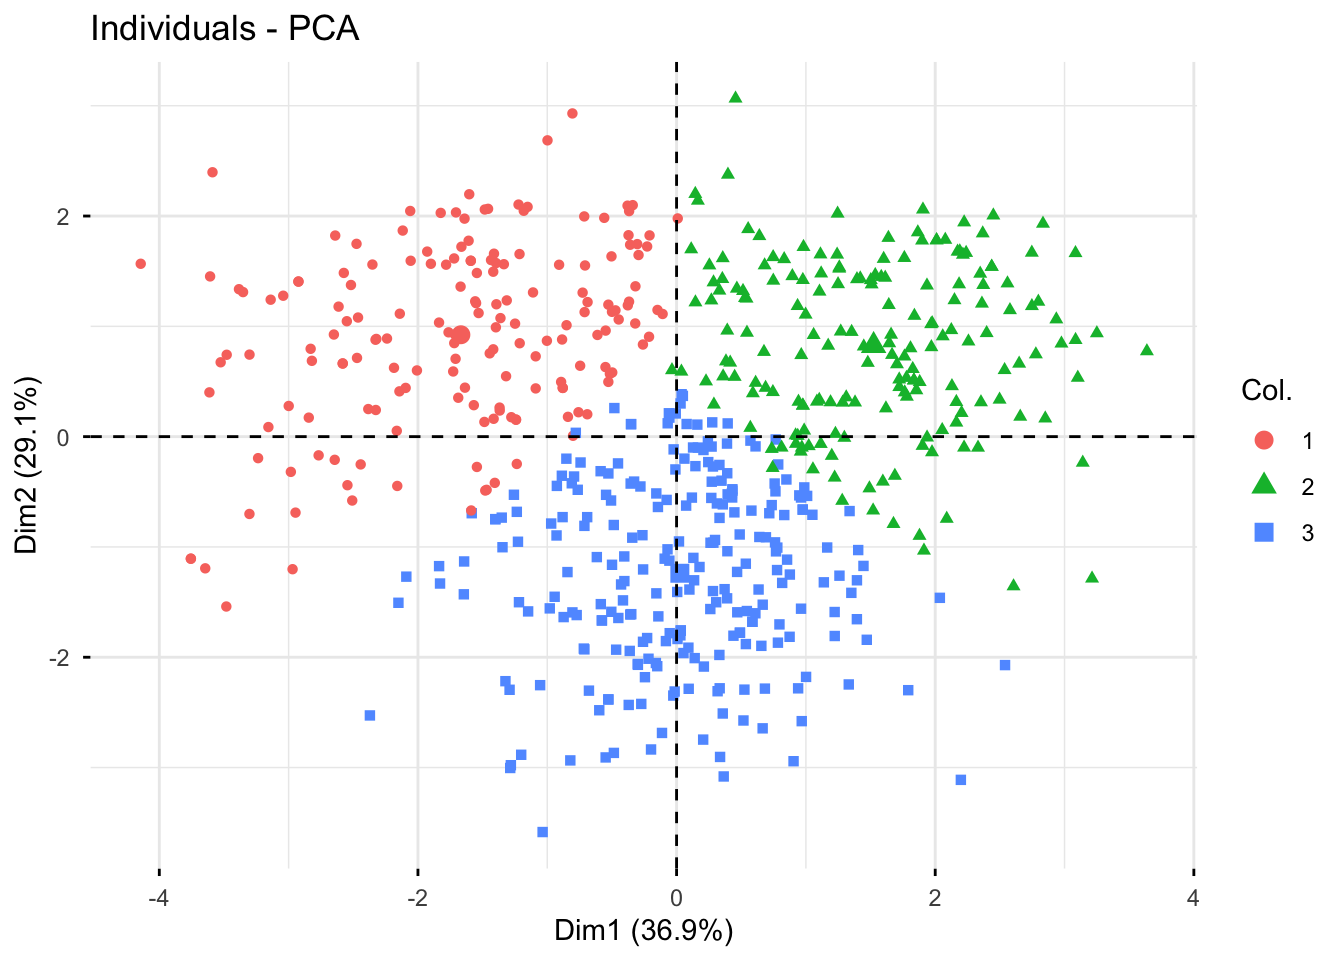 Individuals - PCA
2
0
-2
Dim2 (29.1%)
-4
-2
0
2
4
Dim1 (36.9%)
Col.
1
2
3